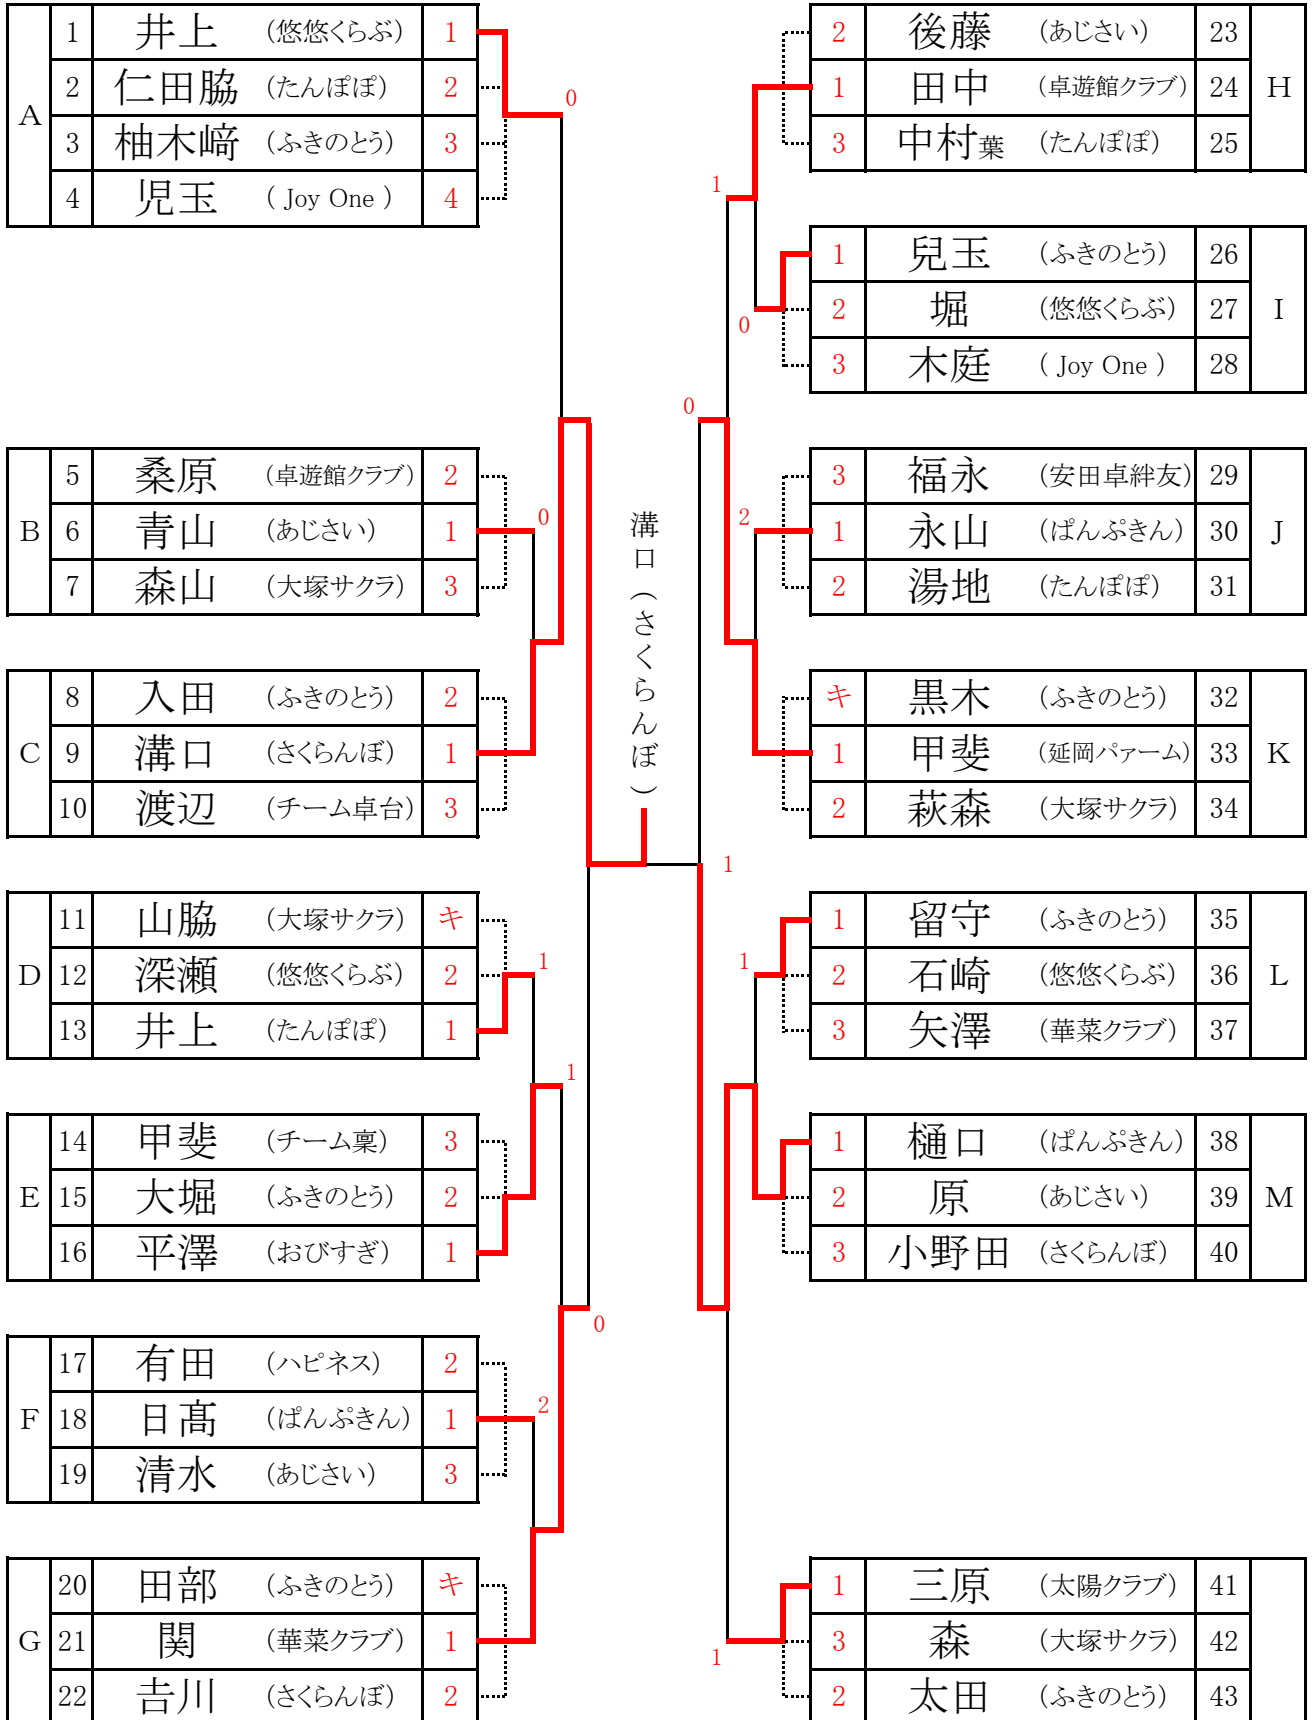 A
1 井上 (悠悠くらぶ) 1
2 仁田脇 (たんぽぽ) 2
3 柚木﨑 (ふきのとう) 3
4 児玉 ( Joy One ) 4
B
5 桑原 (卓遊館クラブ) 2
6 青山 (あじさい) 1
7 森山 (大塚サクラ) 3
C
8 入田 (ふきのとう) 2
9 溝口 (さくらんぼ) 1
10 渡辺 (チーム卓台) 3
D
11 山脇 (大塚サクラ) キ
12 深瀬 (悠悠くらぶ) 2
13 井上 (たんぽぽ) 1
E
14 甲斐 (チーム稟) 3
15 大堀 (ふきのとう) 2
16 平澤 (おびすぎ) 1
F
17 有田 (ハピネス) 2
18 日髙 (ぱんぷきん) 1
19 清水 (あじさい) 3
G
20 田部 (ふきのとう) キ
21 関 (華菜クラブ) 1
22 𠮷川 (さくらんぼ) 2
0
0
1
1
2
0
溝口(さくらんぼ)
1
0
0
2
1
1
1
2 後藤 (あじさい) 23
1 田中 (卓遊館クラブ) 24
3 中村葉 (たんぽぽ) 25
H
1 兒玉 (ふきのとう) 26
2 堀 (悠悠くらぶ) 27
3 木庭 ( Joy One ) 28
I
3 福永 (安田卓絆友) 29
1 永山 (ぱんぷきん) 30
2 湯地 (たんぽぽ) 31
J
キ 黒木 (ふきのとう) 32
1 甲斐 (延岡パァーム) 33
2 萩森 (大塚サクラ) 34
K
1 留守 (ふきのとう) 35
2 石崎 (悠悠くらぶ) 36
3 矢澤 (華菜クラブ) 37
L
1 樋口 (ぱんぷきん) 38
2 原 (あじさい) 39
3 小野田 (さくらんぼ) 40
M
1 三原 (太陽クラブ) 41
3 森 (大塚サクラ) 42
2 太田 (ふきのとう) 43